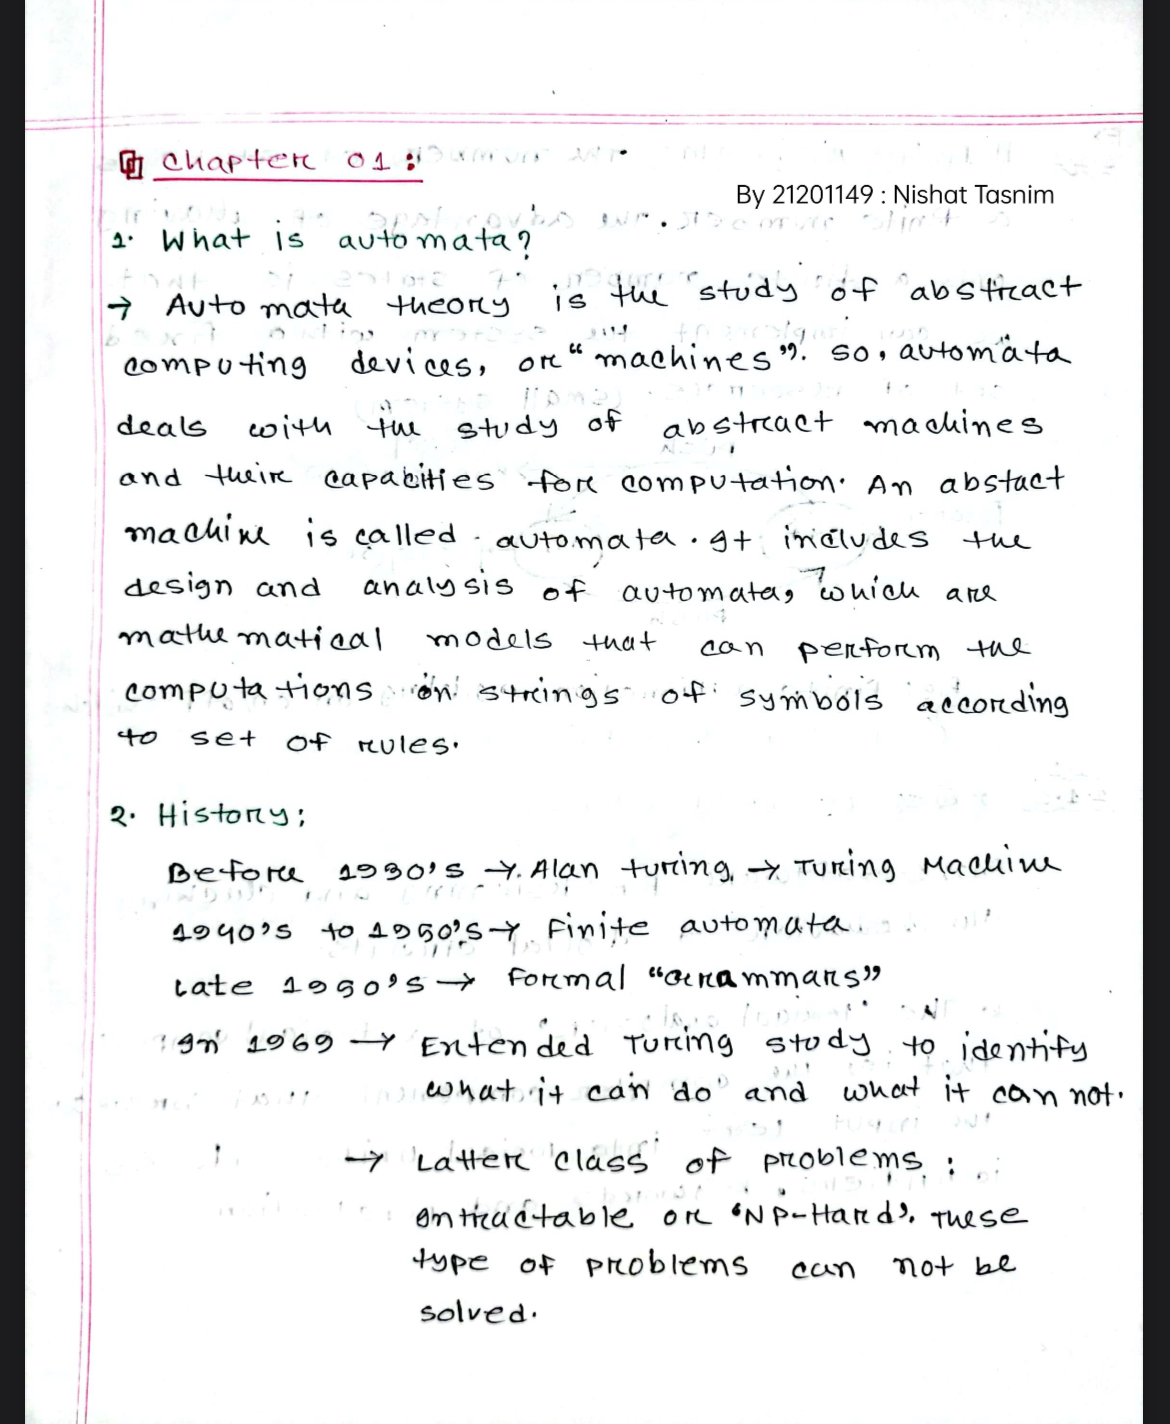 Chapter 01:
By 21201149 : Nishat Tasnim
1. What is automata?
→ Automata theory is the study of abstract
computing devices, or "machines". So, automata
deals with the study of abstract machines
and their capabities for computation. An abstact
machine is called automata. It includes the
design and analysis of automata, which are
mathematical models that can perform the
computations on strings of symbols according
to set of rules.
2. History:
Before 1930's → Alan turing → Turing Machine
1940's to 1950's → Finite automata
Late 1950's → Formal "Grammars"
In 1969 → Extended Turing study to identify
what it can do and what it can not.
→ Latter class of problems :
Intractable or 'NP-Hard'. These
type of problems can not be
solved.